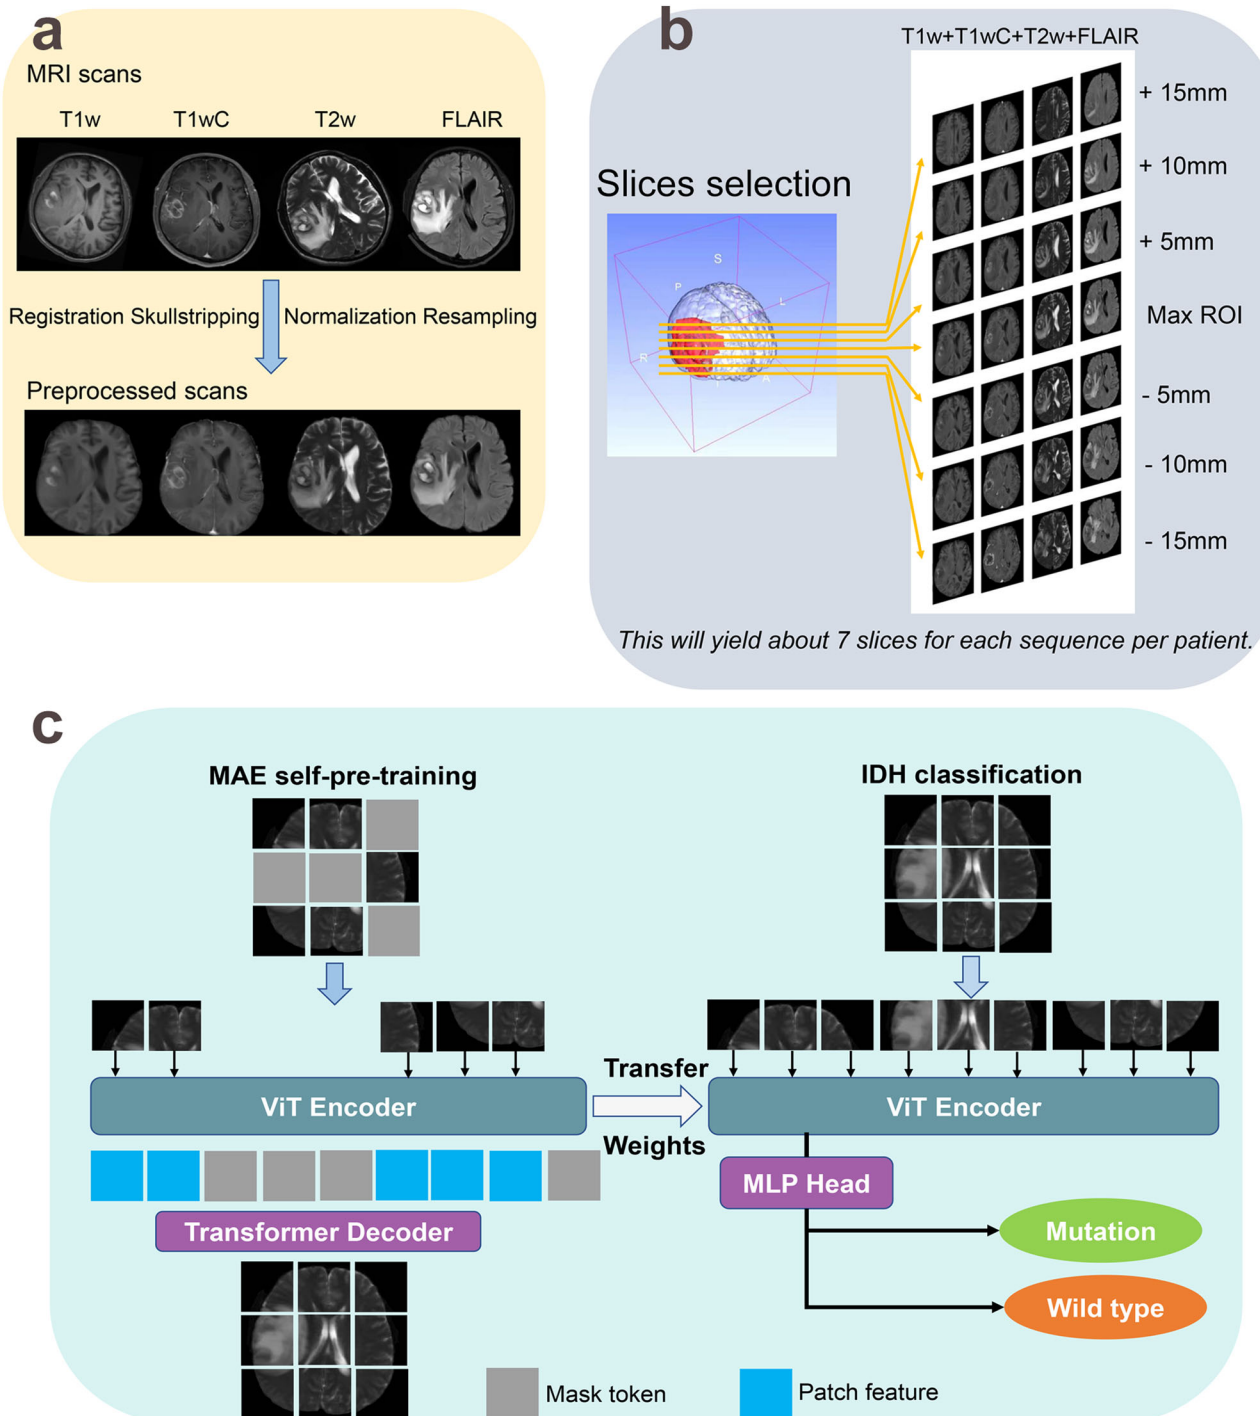 a
MRI scans
T1w T1wC T2w FLAIR
Registration Skullstripping Normalization Resampling
Preprocessed scans
b
T1w+T1wC+T2w+FLAIR
Slices selection
S
P
L
R
A
I
+ 15mm
+ 10mm
+ 5mm
Max ROI
- 5mm
- 10mm
- 15mm
This will yield about 7 slices for each sequence per patient.
c
MAE self-pre-training
ViT Encoder
Transformer Decoder
Transfer
Weights
IDH classification
ViT Encoder
MLP Head
Mutation
Wild type
Mask token
Patch feature